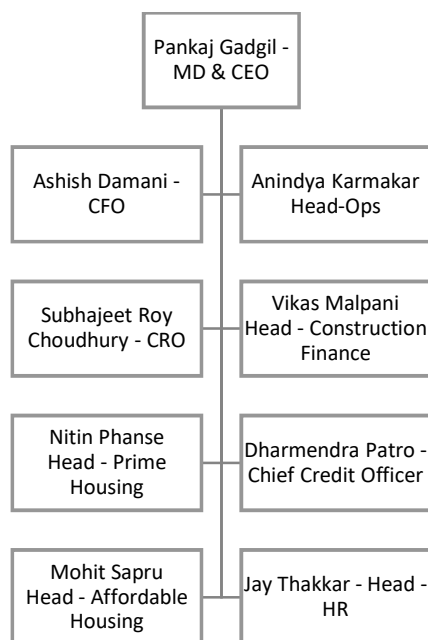 Pankaj Gadgil -
MD & CEO
Ashish Damani -
CFO
Anindya Karmakar
Head-Ops
Subhajeet Roy
Choudhury - CRO
Vikas Malpani
Head - Construction
Finance
Nitin Phanse
Head - Prime
Housing
Dharmendra Patro -
Chief Credit Officer
Mohit Sapru
Head - Affordable
Housing
Jay Thakkar - Head -
HR